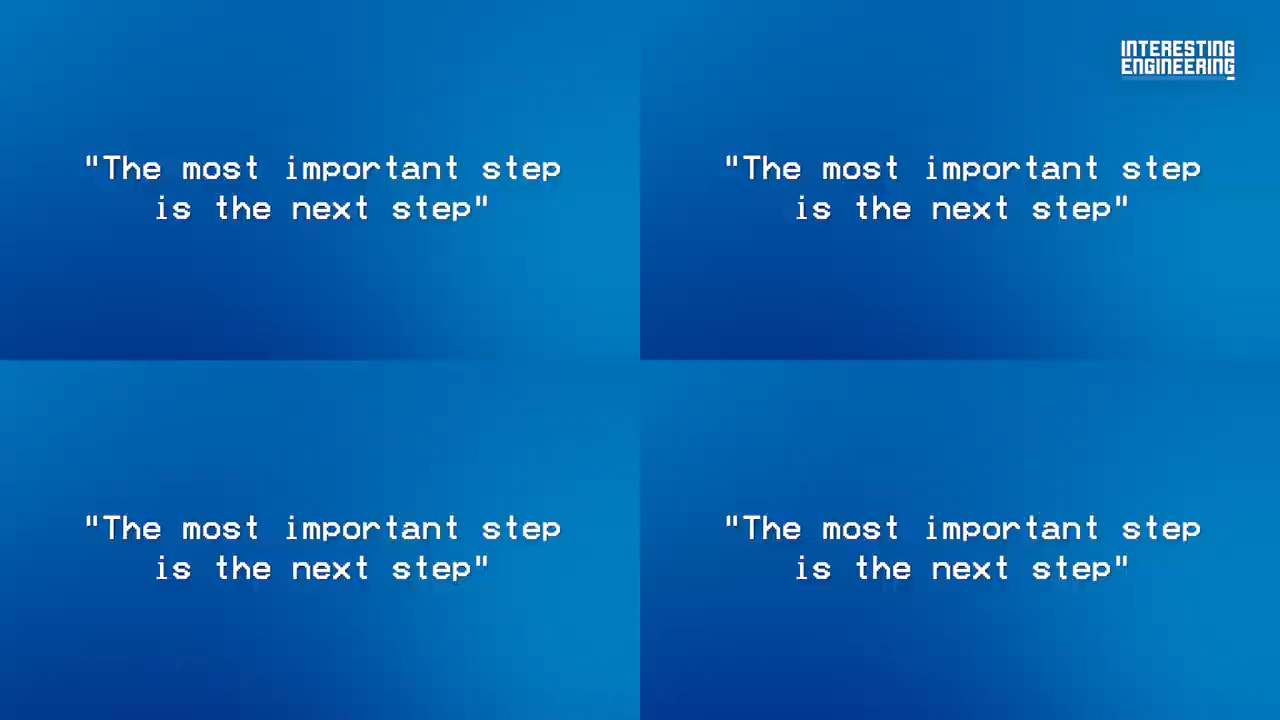 "The most important step
is the next step"
INTERESTING
ENGINEERING
"The most important step
is the next step"
"The most important step
is the next step"
"The most important step
is the next step"